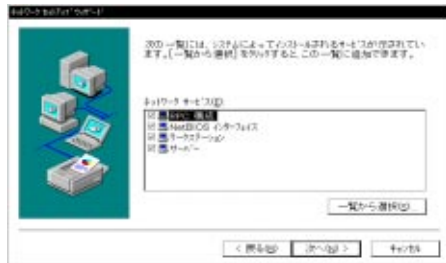 ネットワーク セットアップ ウィザード
次の一覧には、システムによってインストールされるサービスが示されてい
ます。[一覧から選択] をクリックすると、この一覧に追加できます。
ネットワーク サービス(E):
RPC 構成
NetBIOS インターフェイス
ワークステーション
サーバー
一覧から選択(S)...
< 戻る(B)
次へ(N) >
キャンセル